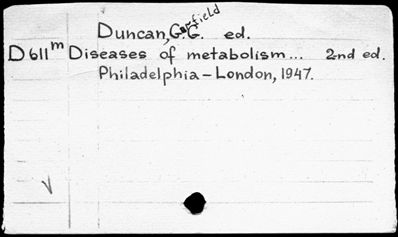 Duncan, Garfield G. ed.
D611m Diseases of metabolism... 2nd ed.
Philadelphia-London, 1947.